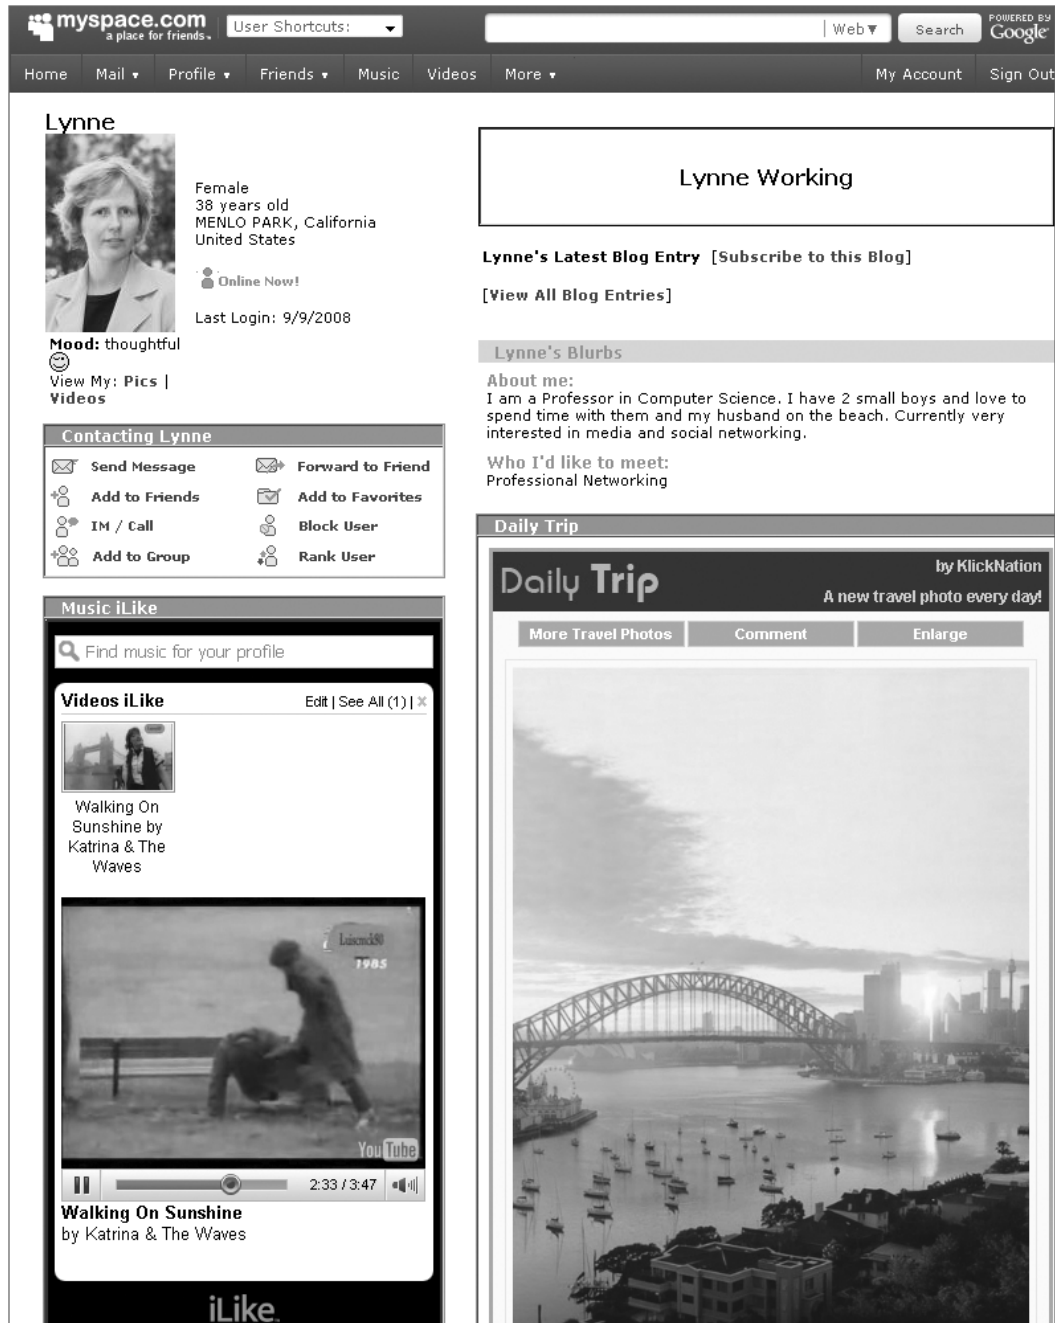 myspace.com
a place for friends.
User Shortcuts:
Web
Search
POWERED BY
Google
Home
Mail
Profile
Friends
Music
Videos
More
My Account
Sign Out
Lynne
Female
38 years old
MENLO PARK, California
United States
Online Now!
Last Login: 9/9/2008
Mood: thoughtful
View My: Pics |
Videos
Contacting Lynne
Send Message
Forward to Friend
Add to Friends
Add to Favorites
IM / Call
Block User
Add to Group
Rank User
Music iLike
Find music for your profile
Videos iLike
Edit | See All (1) | x
Walking On
Sunshine by
Katrina & The
Waves
1985
YouTube
2:33 / 3:47
Walking On Sunshine
by Katrina & The Waves
iLike
Lynne Working
Lynne's Latest Blog Entry [Subscribe to this Blog]
[View All Blog Entries]
Lynne's Blurbs
About me:
I am a Professor in Computer Science. I have 2 small boys and love to
spend time with them and my husband on the beach. Currently very
interested in media and social networking.
Who I'd like to meet:
Professional Networking
Daily Trip
Daily Trip
by KlickNation
A new travel photo every day!
More Travel Photos
Comment
Enlarge